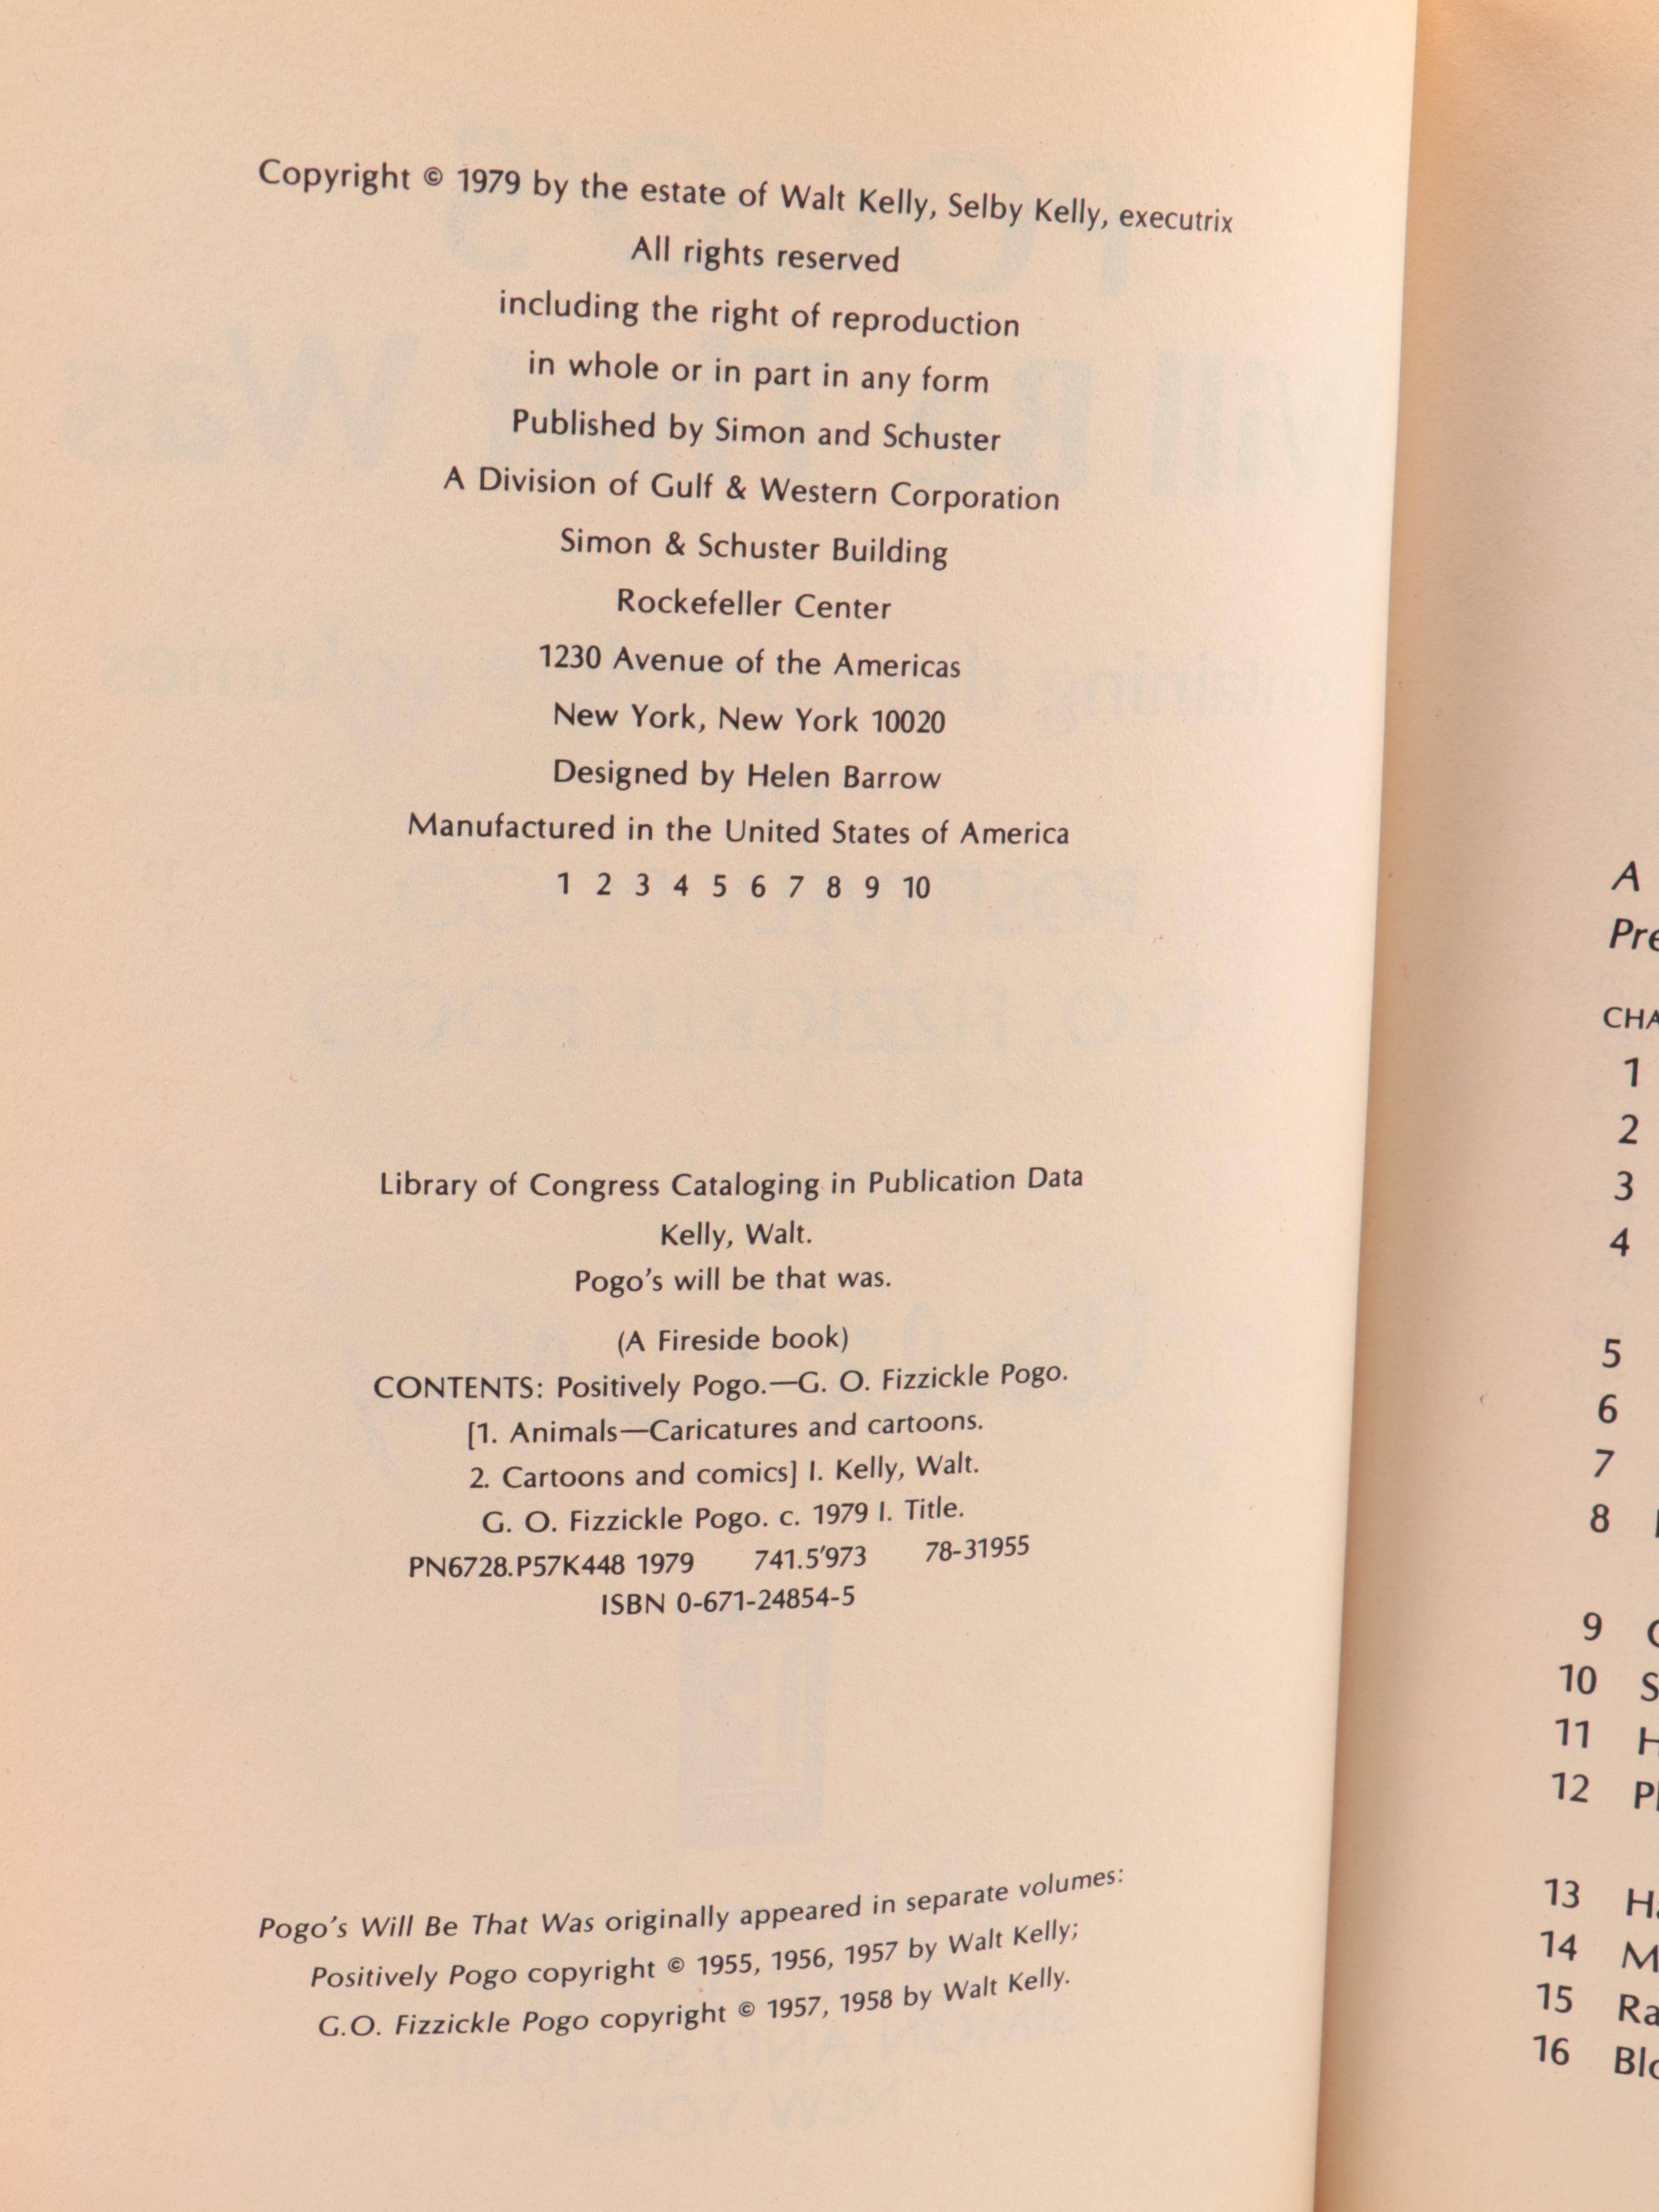 Copyright © 1979 by the estate of Walt Kelly, Selby Kelly, executrix
All rights reserved
including the right of reproduction
in whole or in part in any form
Published by Simon and Schuster
A Division of Gulf & Western Corporation
Simon & Schuster Building
Rockefeller Center
1230 Avenue of the Americas
New York, New York 10020
Designed by Helen Barrow
Manufactured in the United States of America
1 2 3 4 5 6 7 8 9 10
Library of Congress Cataloging in Publication Data
Kelly, Walt.
Pogo's will be that was.
(A Fireside book)
CONTENTS: Positively Pogo.—G. O. Fizzickle Pogo.
[1. Animals—Caricatures and cartoons.
2. Cartoons and comics] I. Kelly, Walt.
G. O. Fizzickle Pogo. c. 1979 I. Title.
PN6728.P57K448 1979 741.5'973 78-31955
ISBN 0-671-24854-5
Pogo's Will Be That Was originally appeared in separate volumes:
Positively Pogo copyright © 1955, 1956, 1957 by Walt Kelly;
G.O. Fizzickle Pogo copyright © 1957, 1958 by Walt Kelly.
A
Pre
CHA
1
2
3
4
5
6
7
8
9
10 S
11 H
12 Pl
13 Ha
14 M
15 Ra
16 Blo